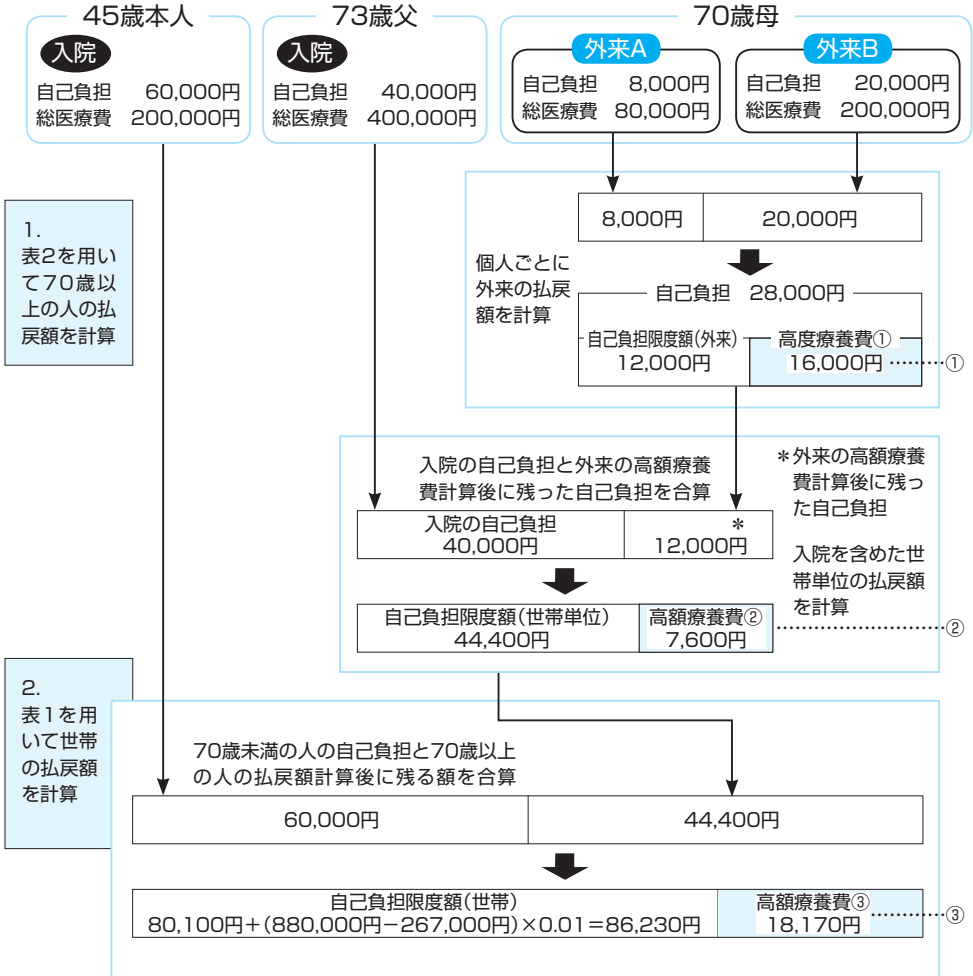 45歳本人
入院
自己負担 60,000円
総医療費 200,000円
73歳父
入院
自己負担 40,000円
総医療費 400,000円
70歳母
外来A
自己負担 8,000円
総医療費 80,000円
外来B
自己負担 20,000円
総医療費 200,000円
1.
表2を用い
て70歳以
上の人の払
戻額を計算
8,000円 20,000円
個人ごとに
外来の払戻
額を計算
自己負担 28,000円
自己負担限度額(外来)
12,000円
高度療養費①
16,000円
①
入院の自己負担と外来の高額療養
費計算後に残った自己負担を合算
*外来の高額療養
費計算後に残っ
た自己負担
入院の自己負担
40,000円
*
12,000円
入院を含めた世
帯単位の払戻額
を計算
自己負担限度額(世帯単位)
44,400円
高額療養費②
7,600円
②
2.
表1を用
いて世帯
の払戻額
を計算
70歳未満の人の自己負担と70歳以上
の人の払戻額計算後に残る額を合算
60,000円 44,400円
自己負担限度額(世帯)
80,100円+(880,000円−267,000円)×0.01=86,230円
高額療養費③
18,170円
③